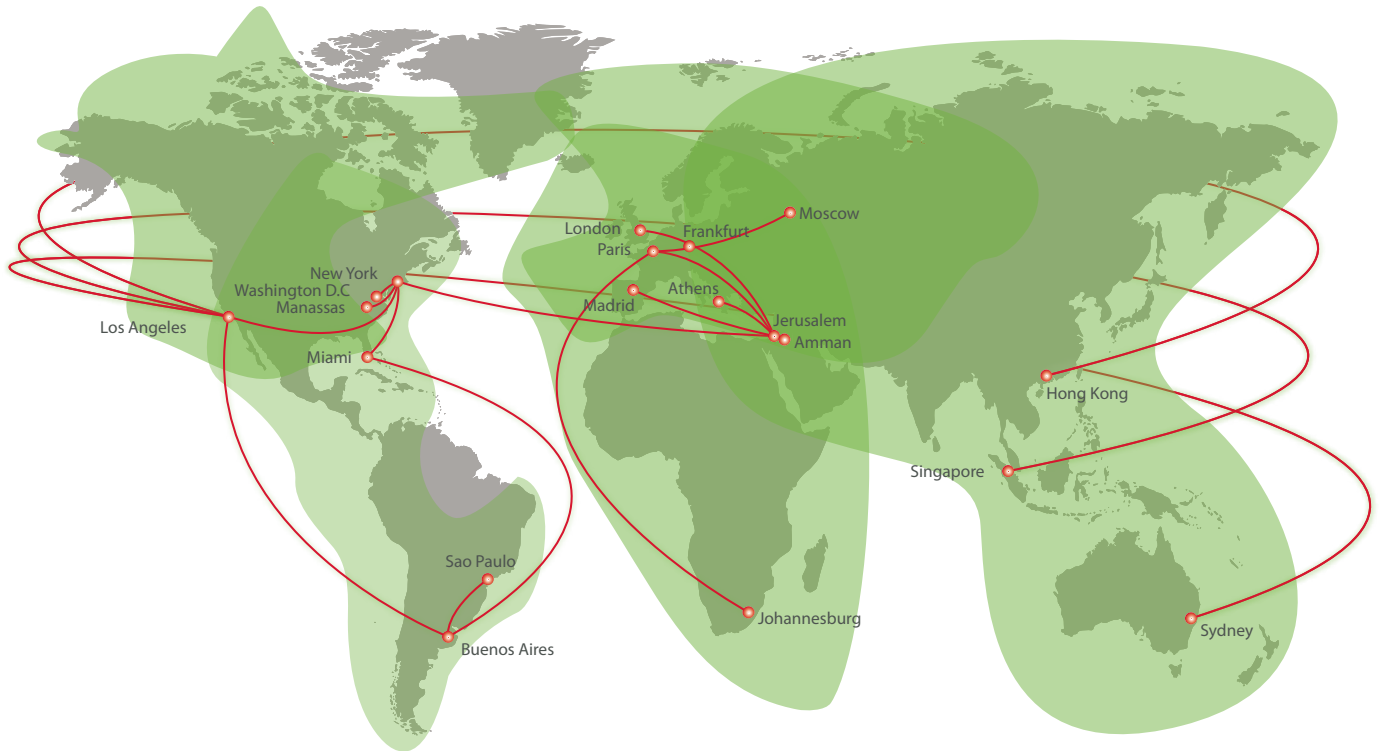 Moscow
London
Frankfurt
Paris
New York
Washington D.C
Manassas
Athens
Madrid
Los Angeles
Jerusalem
Amman
Miami
Hong Kong
Singapore
Sao Paulo
Johannesburg
Sydney
Buenos Aires